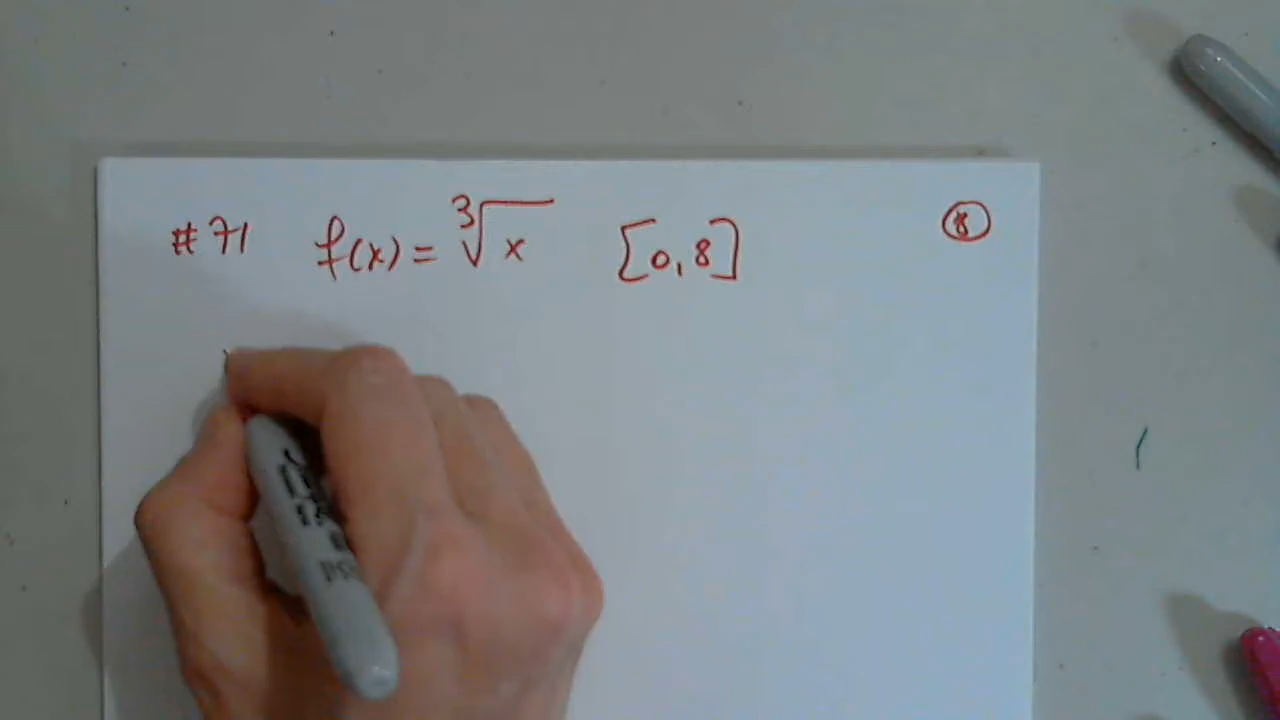 #71 f(x) = ∛x [0,8] ⑧